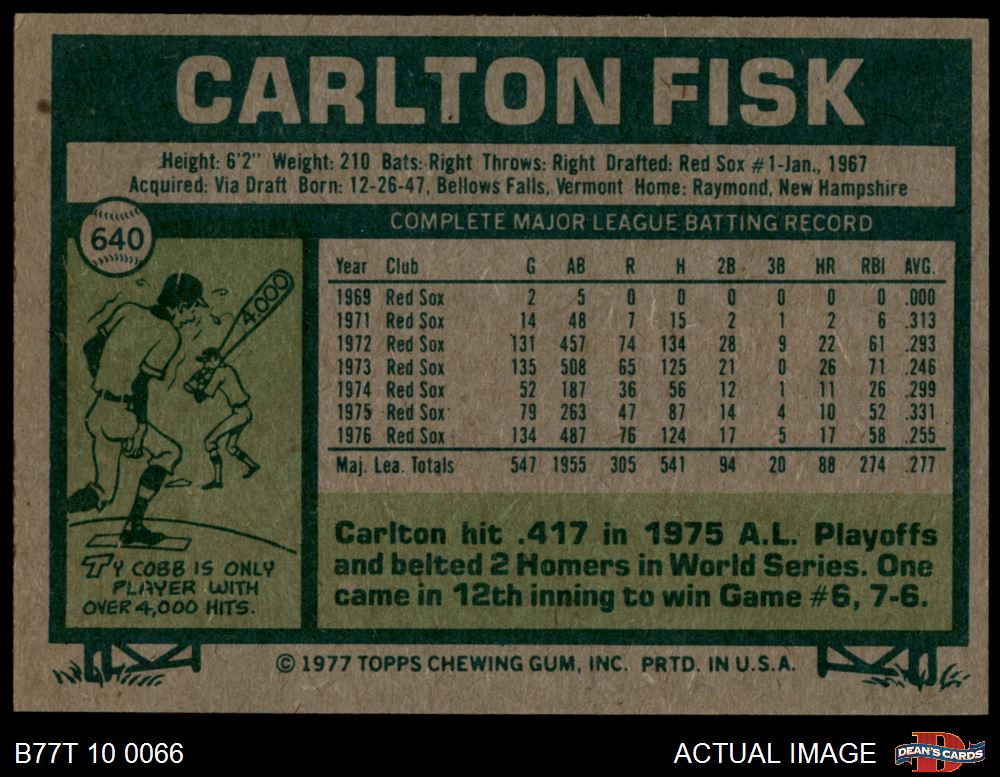 CARLTON FISK
Height: 6'2" Weight: 210 Bats: Right Throws: Right Drafted: Red Sox #1-Jan., 1967
Acquired: Via Draft Born: 12-26-47, Bellows Falls, Vermont Home: Raymond, New Hampshire
640
COMPLETE MAJOR LEAGUE BATTING RECORD
Year Club G AB R H 2B 3B HR RBI AVG.
1969 Red Sox 2 5 0 0 0 0 0 0 .000
1971 Red Sox 14 48 7 15 2 1 2 6 .313
1972 Red Sox 131 457 74 134 28 9 22 61 .293
1973 Red Sox 135 508 65 125 21 0 26 71 .246
1974 Red Sox 52 187 36 56 12 1 11 26 .299
1975 Red Sox 79 263 47 87 14 4 10 52 .331
1976 Red Sox 134 487 76 124 17 5 17 58 .255
Maj. Lea. Totals 547 1955 305 541 94 20 88 274 .277
4,000
TY COBB IS ONLY
PLAYER WITH
OVER 4,000 HITS.
Carlton hit .417 in 1975 A.L. Playoffs
and belted 2 Homers in World Series. One
came in 12th inning to win Game #6, 7-6.
© 1977 TOPPS CHEWING GUM, INC. PRTD. IN U.S.A.
B77T 10 0066
ACTUAL IMAGE
D
DEAN'S CARDS